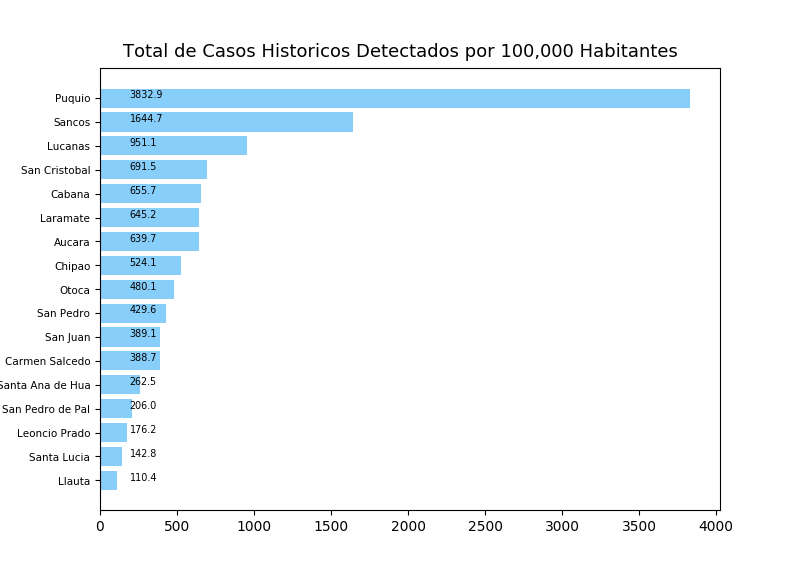 Total de Casos Historicos Detectados por 100,000 Habitantes
Puquio 3832.9
Sancos 1644.7
Lucanas 951.1
San Cristobal 691.5
Cabana 655.7
Laramate 645.2
Aucara 639.7
Chipao 524.1
Otoca 480.1
San Pedro 429.6
San Juan 389.1
Carmen Salcedo 388.7
Santa Ana de Hua 262.5
San Pedro de Pal 206.0
Leoncio Prado 176.2
Santa Lucia 142.8
Llauta 110.4
0 500 1000 1500 2000 2500 3000 3500 4000